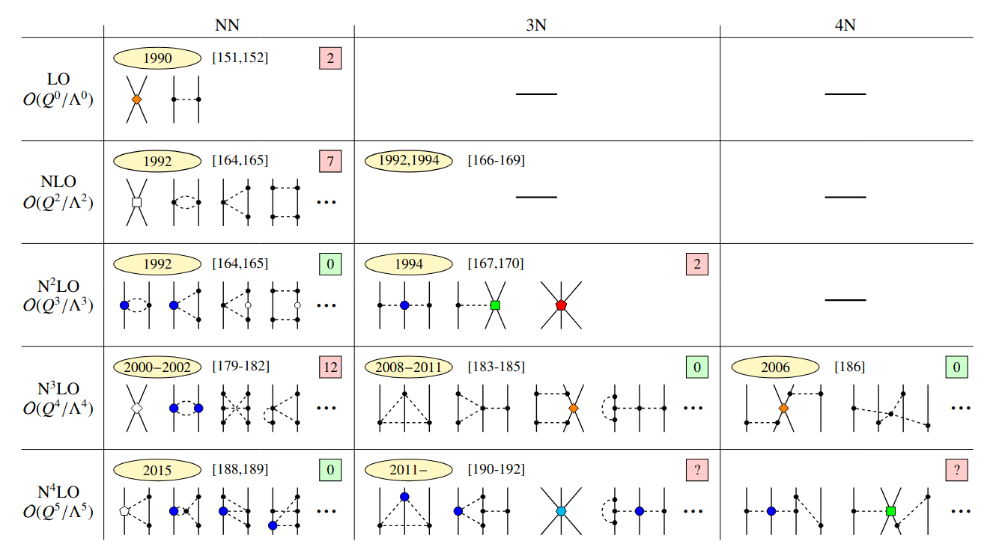 NN 3N 4N
LO
O(Q⁰/Λ⁰)
1990 [151,152] 2
NLO
O(Q²/Λ²)
1992 [164,165] 7
...
1992,1994 [166-169]
N²LO
O(Q³/Λ³)
1992 [164,165] 0
...
1994 [167,170] 2
N³LO
O(Q⁴/Λ⁴)
2000−2002 [179-182] 12
...
2008−2011 [183-185] 0
...
2006 [186] 0
...
N⁴LO
O(Q⁵/Λ⁵)
2015 [188,189] 0
...
2011− [190-192] ?
...
?
...